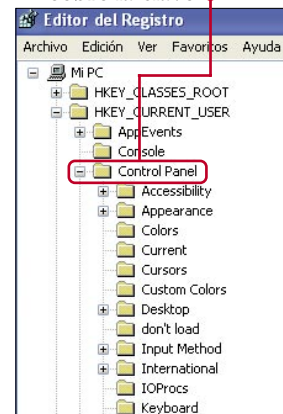 Editor del Registro
Archivo Edición Ver Favoritos Ayuda
Mi PC
HKEY_CLASSES_ROOT
HKEY_CURRENT_USER
AppEvents
Console
Control Panel
Accessibility
Appearance
Colors
Current
Cursors
Custom Colors
Desktop
don't load
Input Method
International
IOProcs
Keyboard